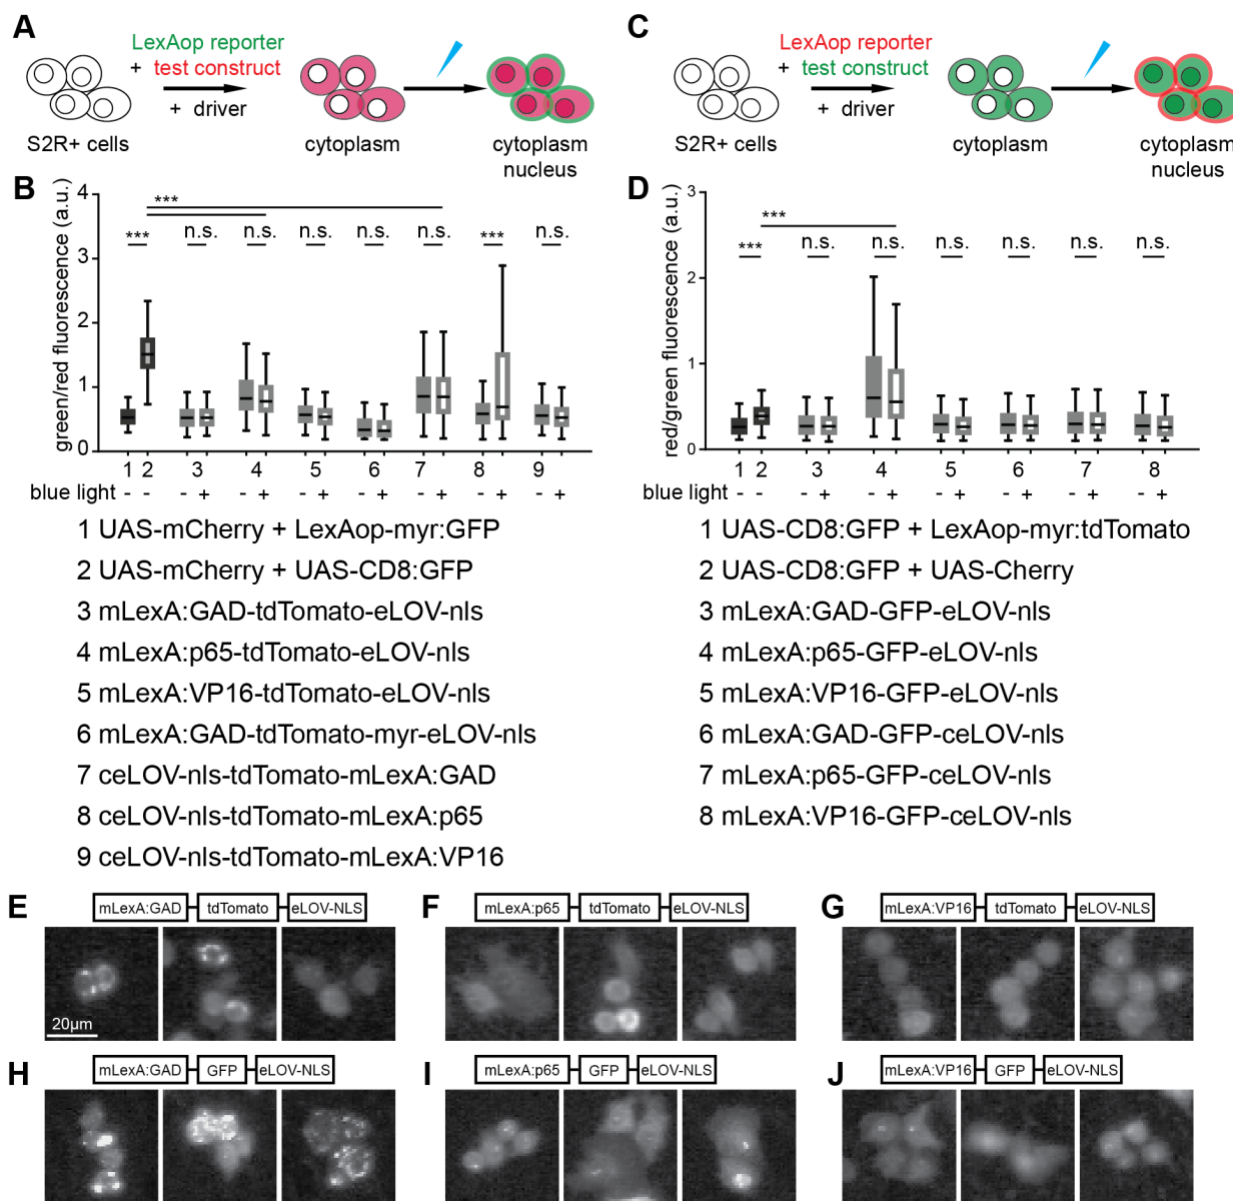 A
LexAop reporter
+ test construct
+ driver
S2R+ cells
cytoplasm
cytoplasm
nucleus
C
LexAop reporter
+ test construct
+ driver
S2R+ cells
cytoplasm
cytoplasm
nucleus
B
green/red fluorescence (a.u.)
4
3
2
1
0
***
***
n.s.
n.s.
n.s.
n.s.
n.s.
***
n.s.
1 2 3 4 5 6 7 8 9
blue light - - - + - + - + - + - + - + - +
1 UAS-mCherry + LexAop-myr:GFP
2 UAS-mCherry + UAS-CD8:GFP
3 mLexA:GAD-tdTomato-eLOV-nls
4 mLexA:p65-tdTomato-eLOV-nls
5 mLexA:VP16-tdTomato-eLOV-nls
6 mLexA:GAD-tdTomato-myr-eLOV-nls
7 ceLOV-nls-tdTomato-mLexA:GAD
8 ceLOV-nls-tdTomato-mLexA:p65
9 ceLOV-nls-tdTomato-mLexA:VP16
D
red/green fluorescence (a.u.)
3
2
1
0
***
***
n.s.
n.s.
n.s.
n.s.
n.s.
n.s.
1 2 3 4 5 6 7 8
blue light - - - + - + - + - + - + - +
1 UAS-CD8:GFP + LexAop-myr:tdTomato
2 UAS-CD8:GFP + UAS-Cherry
3 mLexA:GAD-GFP-eLOV-nls
4 mLexA:p65-GFP-eLOV-nls
5 mLexA:VP16-GFP-eLOV-nls
6 mLexA:GAD-GFP-ceLOV-nls
7 mLexA:p65-GFP-ceLOV-nls
8 mLexA:VP16-GFP-ceLOV-nls
E
mLexA:GAD tdTomato eLOV-NLS
20µm
F
mLexA:p65 tdTomato eLOV-NLS
G
mLexA:VP16 tdTomato eLOV-NLS
H
mLexA:GAD GFP eLOV-NLS
I
mLexA:p65 GFP eLOV-NLS
J
mLexA:VP16 GFP eLOV-NLS